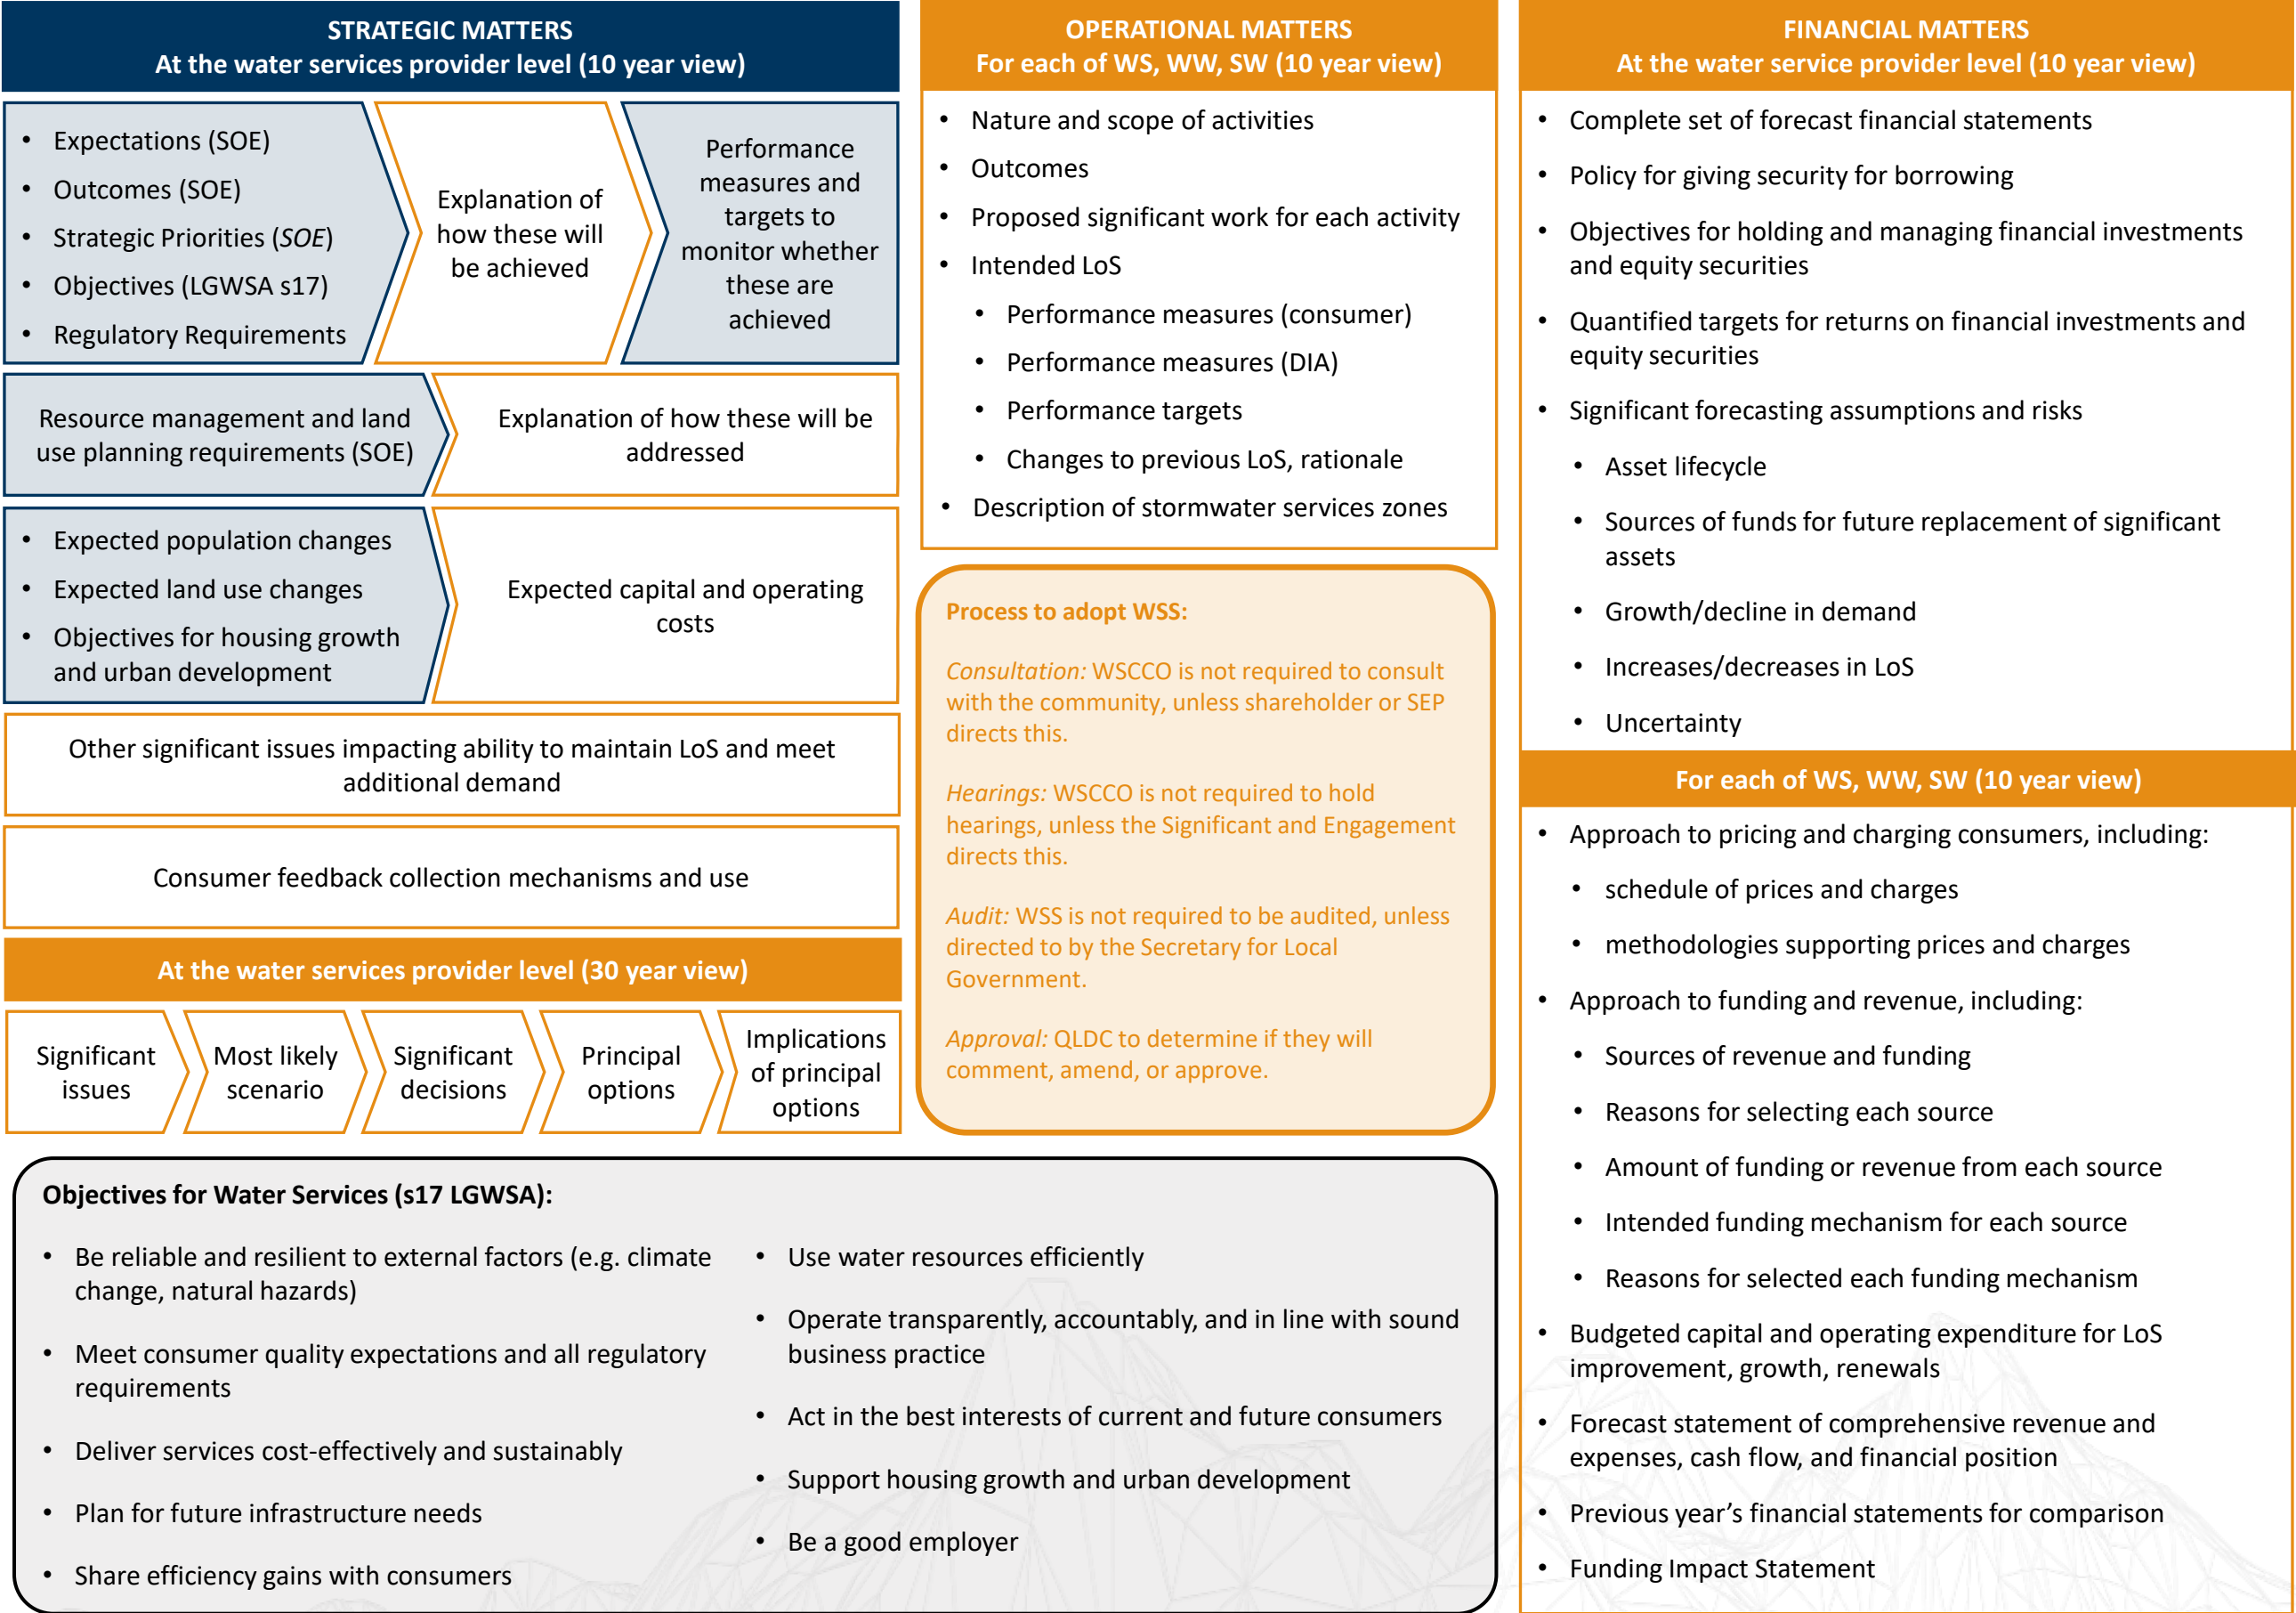 STRATEGIC MATTERS
At the water services provider level (10 year view)
• Expectations (SOE)
• Outcomes (SOE)
• Strategic Priorities (SOE)
• Objectives (LGWSA s17)
• Regulatory Requirements
Explanation of
how these will
be achieved
Performance
measures and
targets to
monitor whether
these are
achieved
Resource management and land
use planning requirements (SOE)
Explanation of how these will be
addressed
• Expected population changes
• Expected land use changes
• Objectives for housing growth
and urban development
Expected capital and operating
costs
Other significant issues impacting ability to maintain LoS and meet
additional demand
Consumer feedback collection mechanisms and use
At the water services provider level (30 year view)
Significant
issues
Most likely
scenario
Significant
decisions
Principal
options
Implications
of principal
options
OPERATIONAL MATTERS
For each of WS, WW, SW (10 year view)
• Nature and scope of activities
• Outcomes
• Proposed significant work for each activity
• Intended LoS
• Performance measures (consumer)
• Performance measures (DIA)
• Performance targets
• Changes to previous LoS, rationale
• Description of stormwater services zones
Process to adopt WSS:
Consultation: WSCCO is not required to consult
with the community, unless shareholder or SEP
directs this.
Hearings: WSCCO is not required to hold
hearings, unless the Significant and Engagement
directs this.
Audit: WSS is not required to be audited, unless
directed to by the Secretary for Local
Government.
Approval: QLDC to determine if they will
comment, amend, or approve.
FINANCIAL MATTERS
At the water service provider level (10 year view)
• Complete set of forecast financial statements
• Policy for giving security for borrowing
• Objectives for holding and managing financial investments
and equity securities
• Quantified targets for returns on financial investments and
equity securities
• Significant forecasting assumptions and risks
• Asset lifecycle
• Sources of funds for future replacement of significant
assets
• Growth/decline in demand
• Increases/decreases in LoS
• Uncertainty
For each of WS, WW, SW (10 year view)
• Approach to pricing and charging consumers, including:
• schedule of prices and charges
• methodologies supporting prices and charges
• Approach to funding and revenue, including:
• Sources of revenue and funding
• Reasons for selecting each source
• Amount of funding or revenue from each source
• Intended funding mechanism for each source
• Reasons for selected each funding mechanism
• Budgeted capital and operating expenditure for LoS
improvement, growth, renewals
• Forecast statement of comprehensive revenue and
expenses, cash flow, and financial position
• Previous year's financial statements for comparison
• Funding Impact Statement
Objectives for Water Services (s17 LGWSA):
• Be reliable and resilient to external factors (e.g. climate
change, natural hazards)
• Meet consumer quality expectations and all regulatory
requirements
• Deliver services cost-effectively and sustainably
• Plan for future infrastructure needs
• Share efficiency gains with consumers
• Use water resources efficiently
• Operate transparently, accountably, and in line with sound
business practice
• Act in the best interests of current and future consumers
• Support housing growth and urban development
• Be a good employer